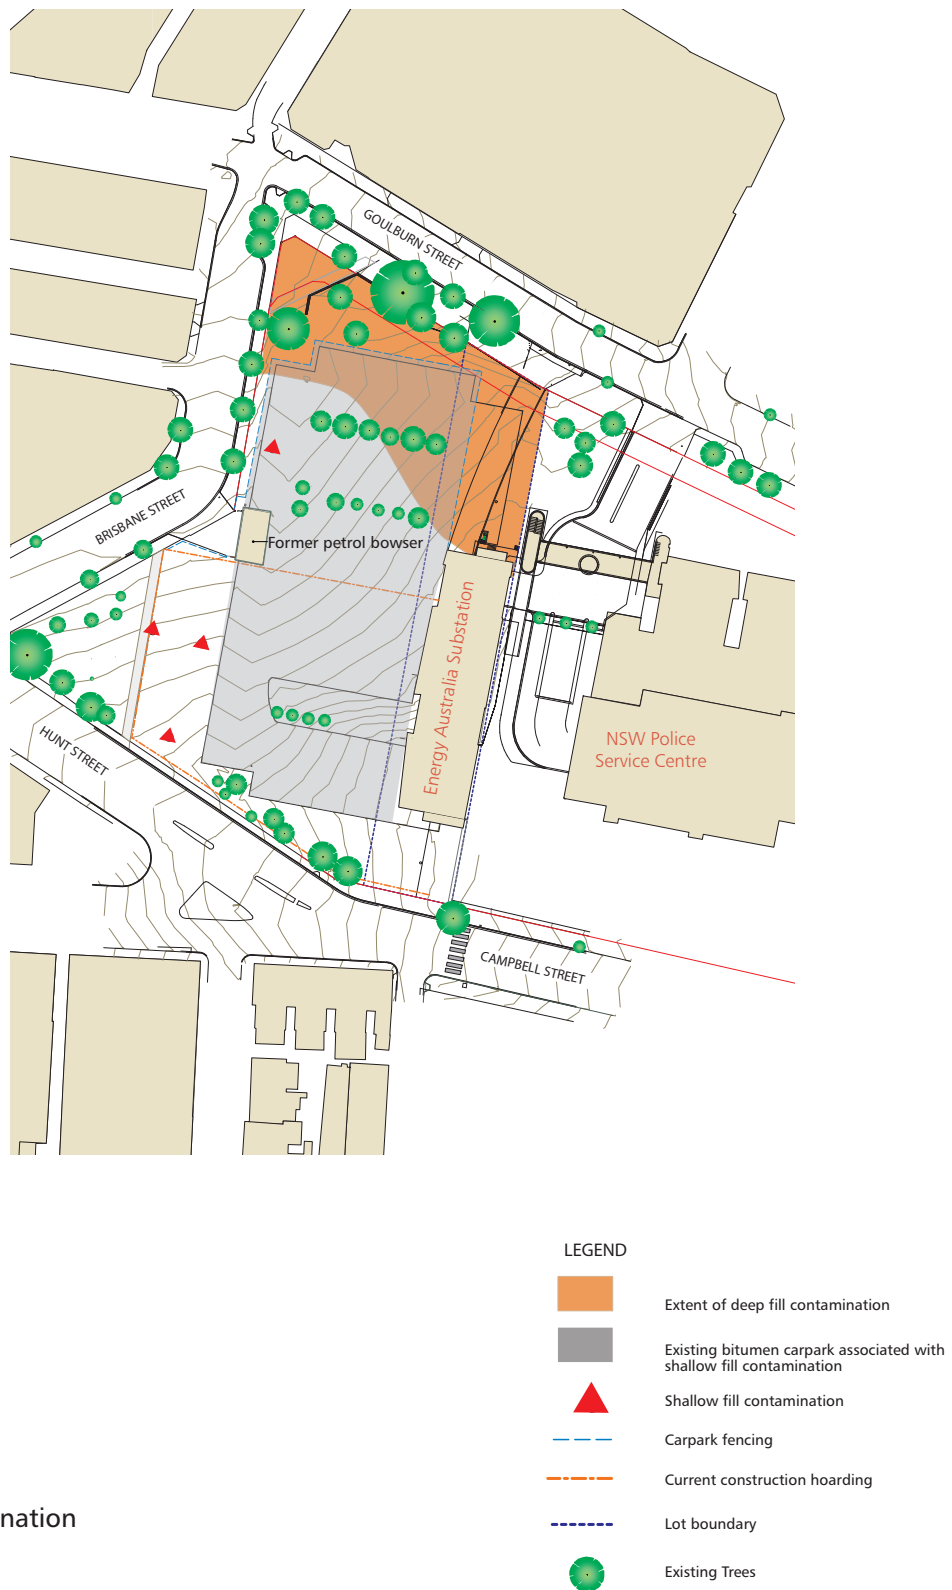 GOULBURN STREET
BRISBANE STREET
Former petrol bowser
Energy Australia Substation
NSW Police
Service Centre
HUNT STREET
CAMPBELL STREET
LEGEND
Extent of deep fill contamination
Existing bitumen carpark associated with
shallow fill contamination
Shallow fill contamination
Carpark fencing
Current construction hoarding
nation
Lot boundary
Existing Trees